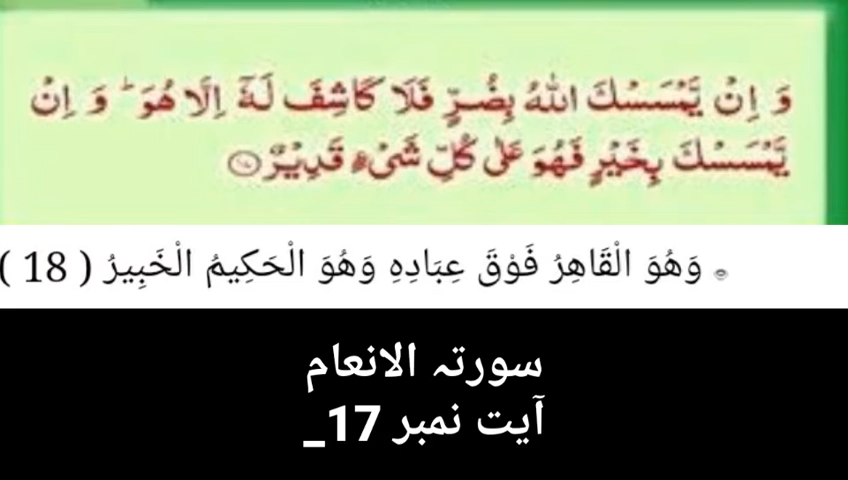 وَ اِنْ يَّمْسَسْكَ اللّٰهُ بِضُرٍّ فَلَا كَاشِفَ لَهٗۤ اِلَّا هُوَ ؕ وَ اِنْ
يَّمْسَسْكَ بِخَيْرٍ فَهُوَ عَلٰى كُلِّ شَىْءٍ قَدِيْرٌ
وَهُوَ الْقَاهِرُ فَوْقَ عِبَادِهِ وَهُوَ الْحَكِيمُ الْخَبِيرُ ( 18 )
سورتہ الانعام
آیت نمبر 17_